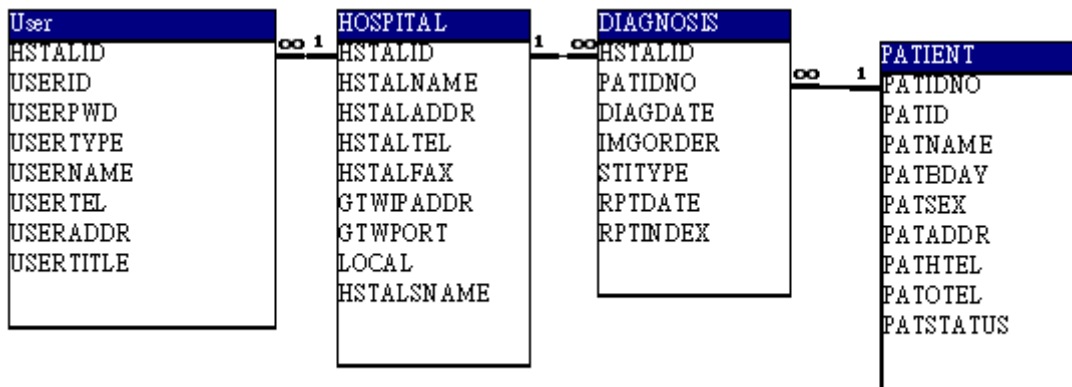 User
HSTALID
USERID
USERPWD
USERTYPE
USERNAME
USERTEL
USERADDR
USERTITLE
∞ 1
HOSPITAL
HSTALID
HSTALNAME
HSTALADDR
HSTALTEL
HSTALFAX
GTWIPADDR
GTWPORT
LOCAL
HSTALSNAME
1 ∞
DIAGNOSIS
HSTALID
PATIDNO
DIAGDATE
IMGORDER
STITYPE
RPTDATE
RPTINDEX
∞ 1
PATIENT
PATIDNO
PATID
PATNAME
PATBDAY
PATSEX
PATADDR
PATHTEL
PATOTEL
PATSTATUS